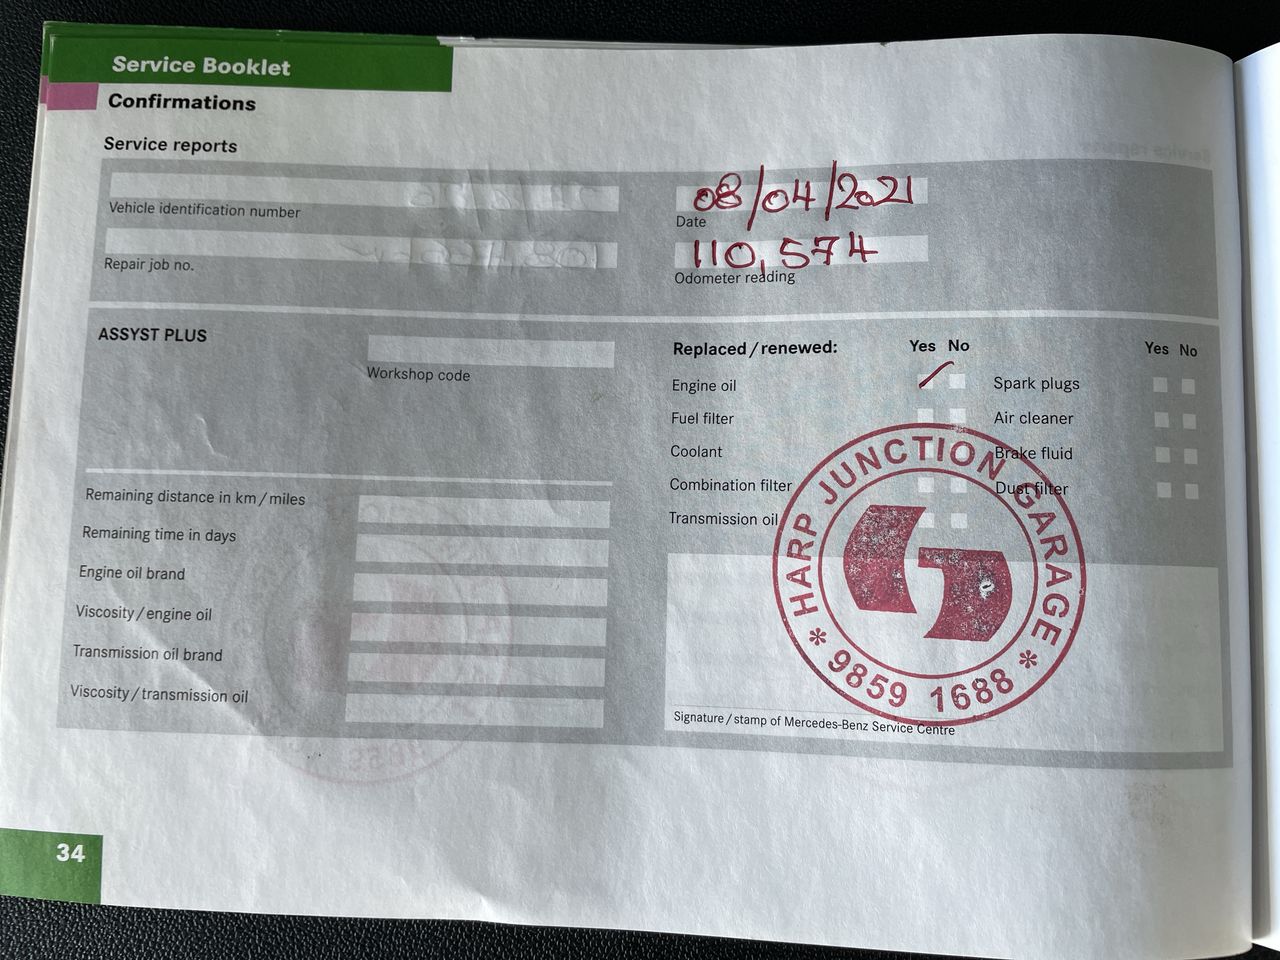 Service Booklet
Confirmations
Service reports
Vehicle identification number
08/04/2021
Date
Repair job no.
110,574
Odometer reading
ASSYST PLUS
Workshop code
Replaced/renewed: Yes No Yes No
Engine oil Spark plugs
Fuel filter Air cleaner
Coolant Brake fluid
Combination filter Dust filter
Transmission oil
Remaining distance in km/miles
Remaining time in days
Engine oil brand
Viscosity/engine oil
Transmission oil brand
Viscosity/transmission oil
* HARP JUNCTION GARAGE *
9859 1688
Signature/stamp of Mercedes-Benz Service Centre
34